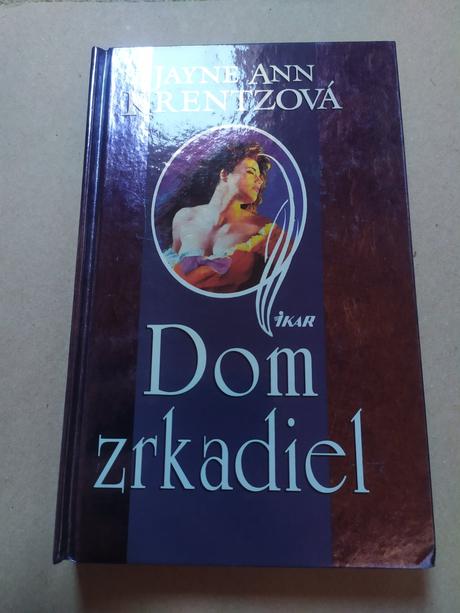 JAYNE ANN
KRENTZOVÁ
iKAR
Dom
zrkadiel